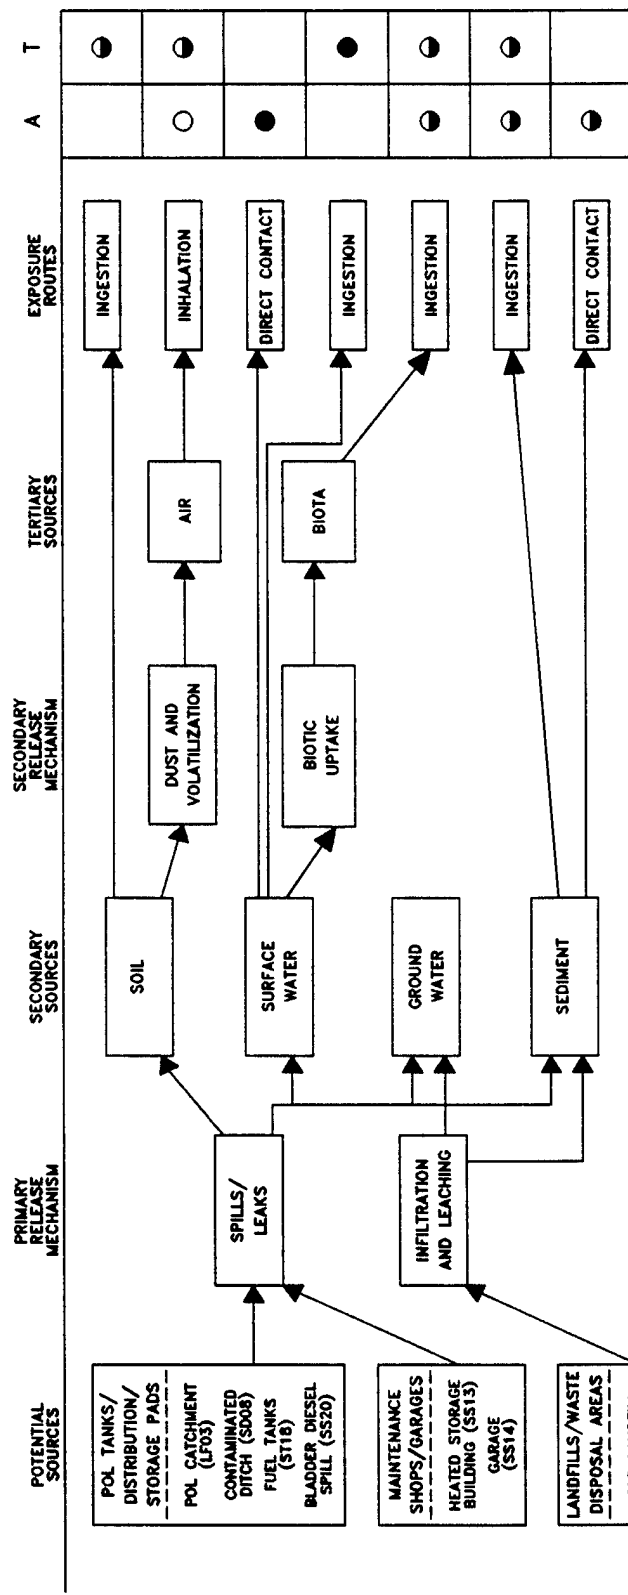 POTENTIAL
SOURCES
PRIMARY
RELEASE
MECHANISM
SECONDARY
SOURCES
SECONDARY
RELEASE
MECHANISM
TERTIARY
SOURCES
EXPOSURE
ROUTES
A
T
POL TANKS/
DISTRIBUTION/
STORAGE PADS
POL CATCHMENT
(LF03)
CONTAMINATED
DITCH (SD08)
FUEL TANKS
(ST18)
BLADDER DIESEL
SPILL (SS20)
MAINTENANCE
SHOPS/GARAGES
HEATED STORAGE
BUILDING (SS13)
GARAGE
(SS14)
LANDFILLS/WASTE
DISPOSAL AREAS
SPILLS/
LEAKS
INFILTRATION
AND LEACHING
SOIL
SURFACE
WATER
GROUND
WATER
SEDIMENT
DUST AND
VOLATILIZATION
BIOTIC
UPTAKE
AIR
BIOTA
INGESTION
INHALATION
DIRECT CONTACT
INGESTION
INGESTION
INGESTION
DIRECT CONTACT